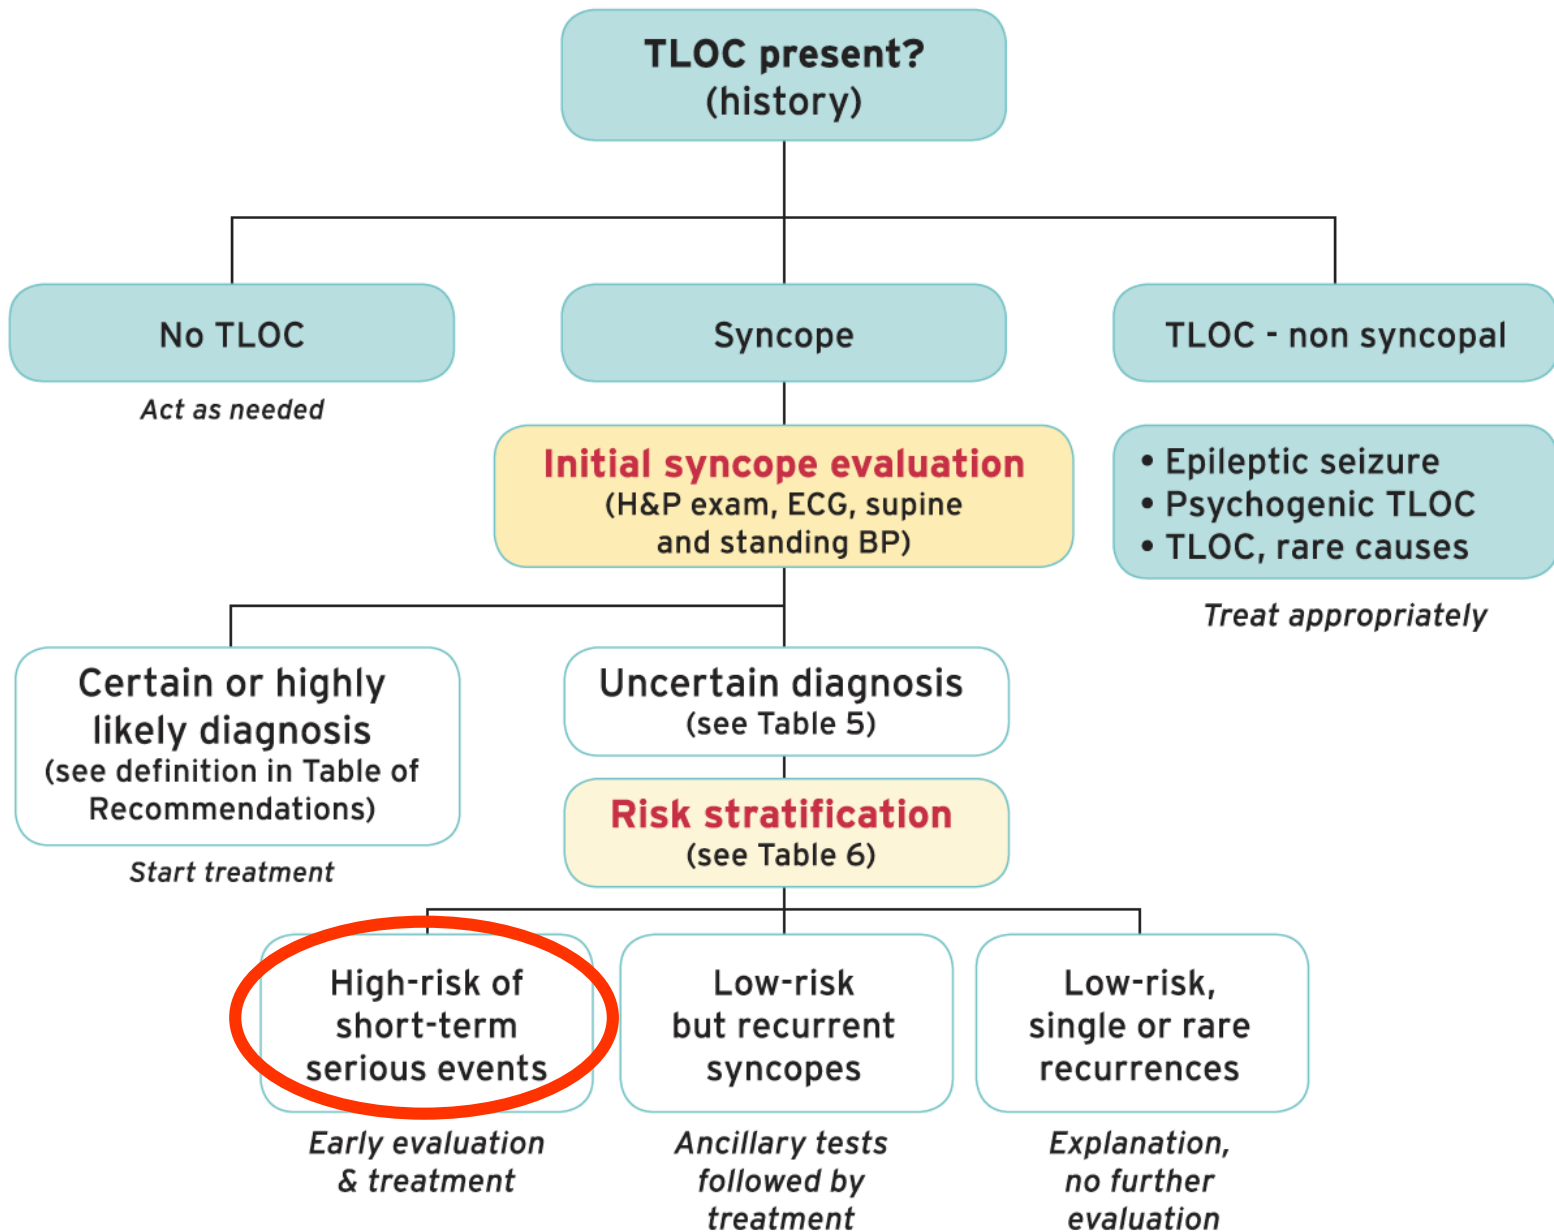 TLOC present?
(history)
No TLOC
Act as needed
Syncope
TLOC - non syncopal
Initial syncope evaluation
(H&P exam, ECG, supine
and standing BP)
• Epileptic seizure
• Psychogenic TLOC
• TLOC, rare causes
Treat appropriately
Certain or highly
likely diagnosis
(see definition in Table of
Recommendations)
Start treatment
Uncertain diagnosis
(see Table 5)
Risk stratification
(see Table 6)
High-risk of
short-term
serious events
Early evaluation
& treatment
Low-risk
but recurrent
syncopes
Ancillary tests
followed by
treatment
Low-risk,
single or rare
recurrences
Explanation,
no further
evaluation